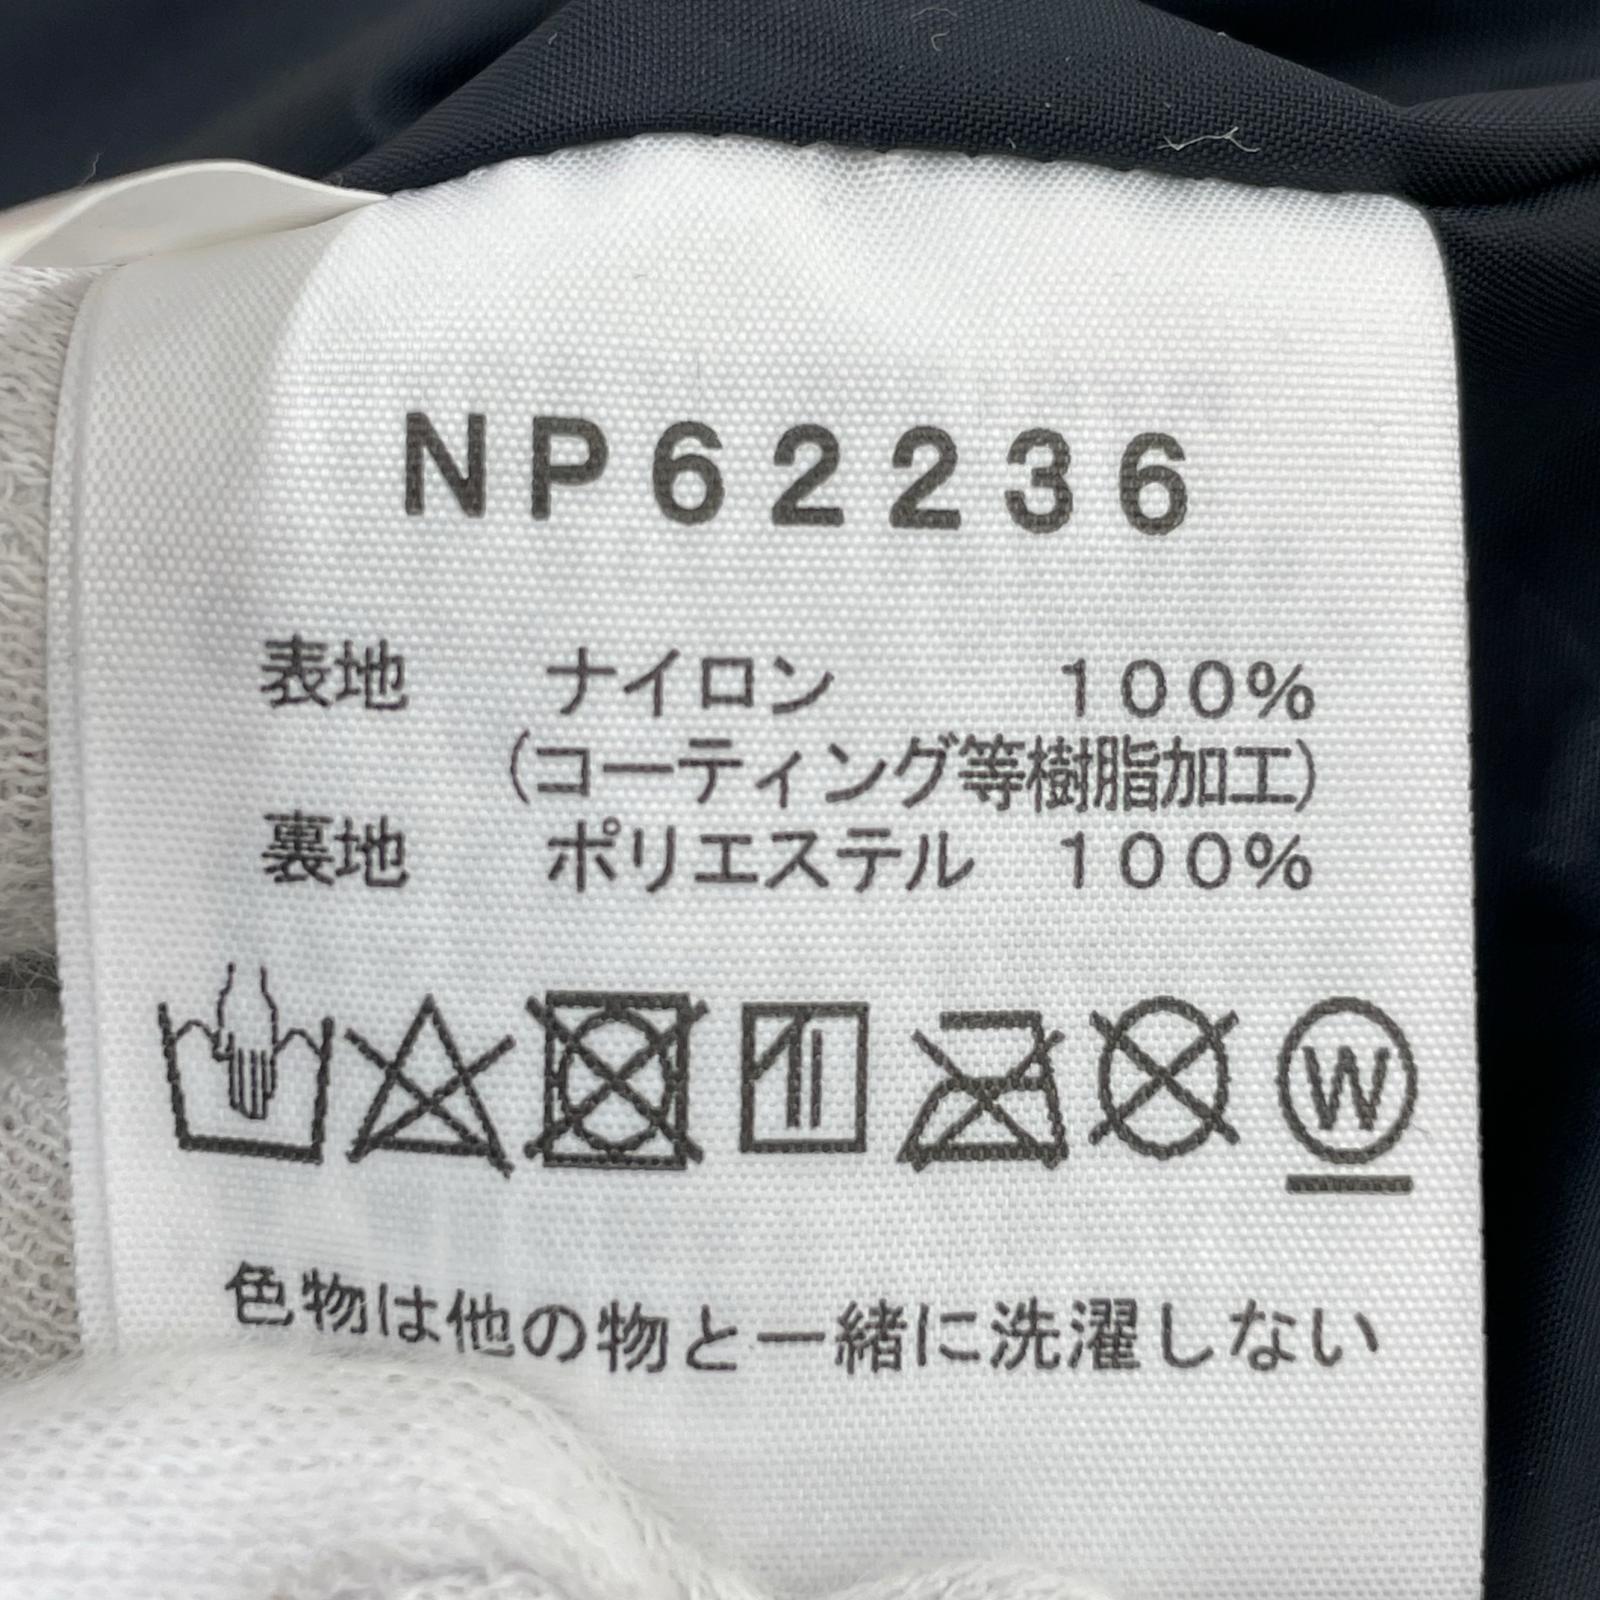 NP62236
表地 ナイロン 100%
(コーティング等樹脂加工)
裏地 ポリエステル 100%
W
色物は他の物と一緒に洗濯しない